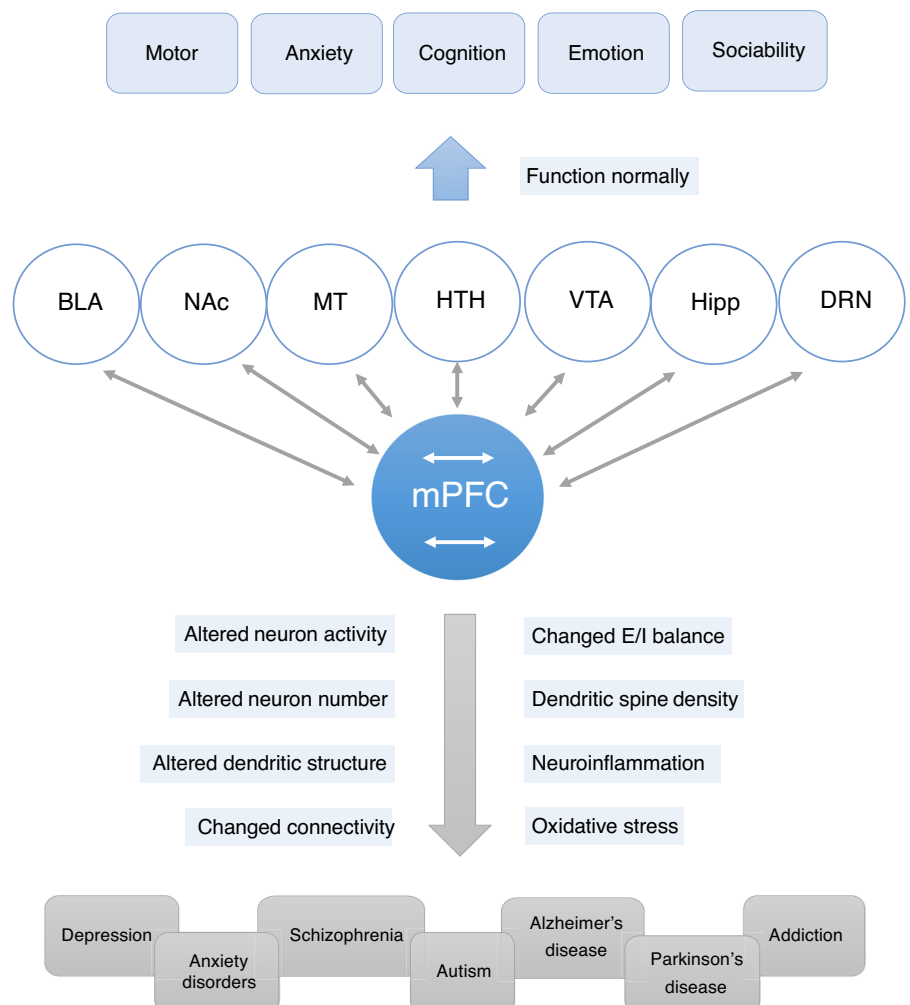 Motor
Anxiety
Cognition
Emotion
Sociability
Function normally
BLA
NAc
MT
HTH
VTA
Hipp
DRN
mPFC
Altered neuron activity
Changed E/I balance
Altered neuron number
Dendritic spine density
Altered dendritic structure
Neuroinflammation
Changed connectivity
Oxidative stress
Depression
Anxiety
disorders
Schizophrenia
Autism
Alzheimer's
disease
Parkinson's
disease
Addiction